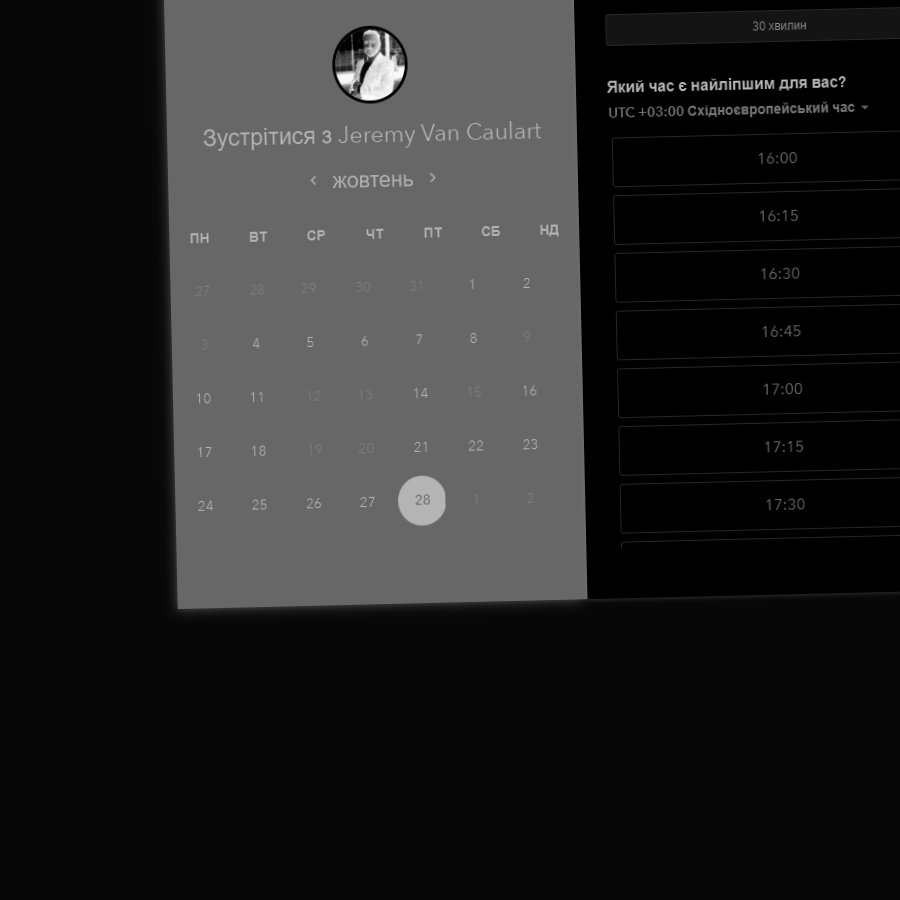 Зустрітися з Jeremy Van Caulart
‹ жовтень ›
ПН ВТ СР ЧТ ПТ СБ НД
27 28 29 30 31 1 2
3 4 5 6 7 8 9
10 11 12 13 14 15 16
17 18 19 20 21 22 23
24 25 26 27 28 1 2
30 хвилин
Який час є найліпшим для вас?
UTC +03:00 Східноєвропейський час
16:00
16:15
16:30
16:45
17:00
17:15
17:30